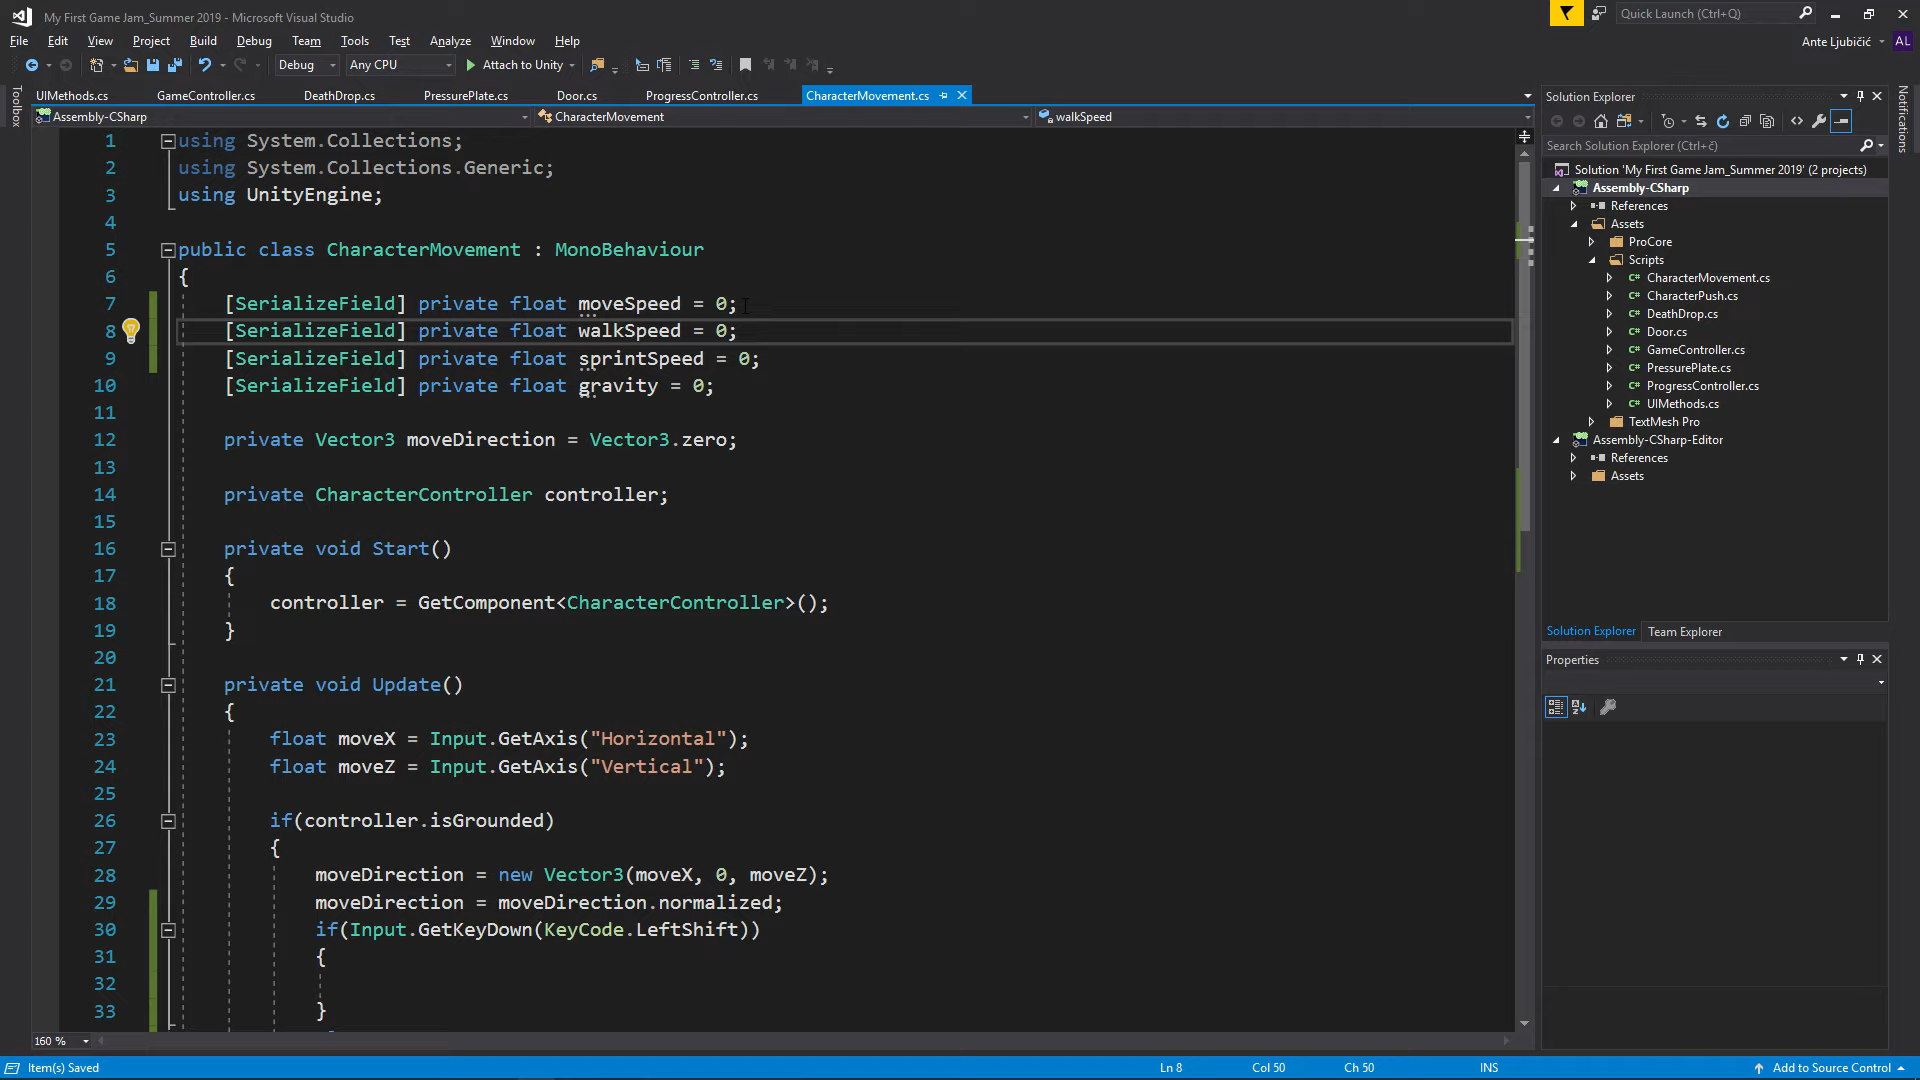 My First Game Jam_Summer 2019 - Microsoft Visual Studio
Quick Launch (Ctrl+Q)
File Edit View Project Build Debug Team Tools Test Analyze Window Help
Ante Ljubičić AL
Debug Any CPU Attach to Unity
Toolbox
UIMethods.cs GameController.cs DeathDrop.cs PressurePlate.cs Door.cs ProgressController.cs CharacterMovement.cs
Assembly-CSharp CharacterMovement walkSpeed
1 using System.Collections;
2 using System.Collections.Generic;
3 using UnityEngine;
4
5 public class CharacterMovement : MonoBehaviour
6 {
7 [SerializeField] private float moveSpeed = 0;
8 [SerializeField] private float walkSpeed = 0;
9 [SerializeField] private float sprintSpeed = 0;
10 [SerializeField] private float gravity = 0;
11
12 private Vector3 moveDirection = Vector3.zero;
13
14 private CharacterController controller;
15
16 private void Start()
17 {
18 controller = GetComponent<CharacterController>();
19 }
20
21 private void Update()
22 {
23 float moveX = Input.GetAxis("Horizontal");
24 float moveZ = Input.GetAxis("Vertical");
25
26 if(controller.isGrounded)
27 {
28 moveDirection = new Vector3(moveX, 0, moveZ);
29 moveDirection = moveDirection.normalized;
30 if(Input.GetKeyDown(KeyCode.LeftShift))
31 {
32
33 }
160 %
Solution Explorer
Search Solution Explorer (Ctrl+č)
Solution 'My First Game Jam_Summer 2019' (2 projects)
Assembly-CSharp
References
Assets
ProCore
Scripts
C# CharacterMovement.cs
C# CharacterPush.cs
C# DeathDrop.cs
C# Door.cs
C# GameController.cs
C# PressurePlate.cs
C# ProgressController.cs
C# UIMethods.cs
TextMesh Pro
Assembly-CSharp-Editor
References
Assets
Solution Explorer Team Explorer
Properties
Notifications
Item(s) Saved Ln 8 Col 50 Ch 50 INS Add to Source Control